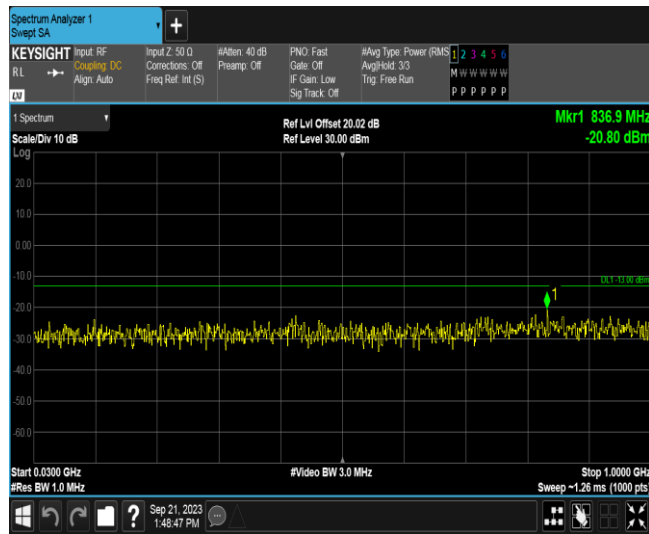 Spectrum Analyzer 1
Swept SA
+
KEYSIGHT
RL
LXI
Input: RF
Coupling: DC
Align: Auto
Input Z: 50 Ω
Corrections: Off
Freq Ref: Int (S)
#Atten: 40 dB
Preamp: Off
PNO: Fast
Gate: Off
IF Gain: Low
Sig Track: Off
#Avg Type: Power (RMS
Avg|Hold: 3/3
Trig: Free Run
1 2 3 4 5 6
M W W W W W
P P P P P P
1 Spectrum
Scale/Div 10 dB
Log
Ref Lvl Offset 20.02 dB
Ref Level 30.00 dBm
Mkr1 836.9 MHz
-20.80 dBm
20.0
10.0
0.00
-10.0
DL1 -13.00 dBm
1
-20.0
-30.0
-40.0
-50.0
-60.0
Start 0.0300 GHz
#Res BW 1.0 MHz
#Video BW 3.0 MHz
Stop 1.0000 GHz
Sweep ~1.26 ms (1000 pts)
?
Sep 21, 2023
1:48:47 PM